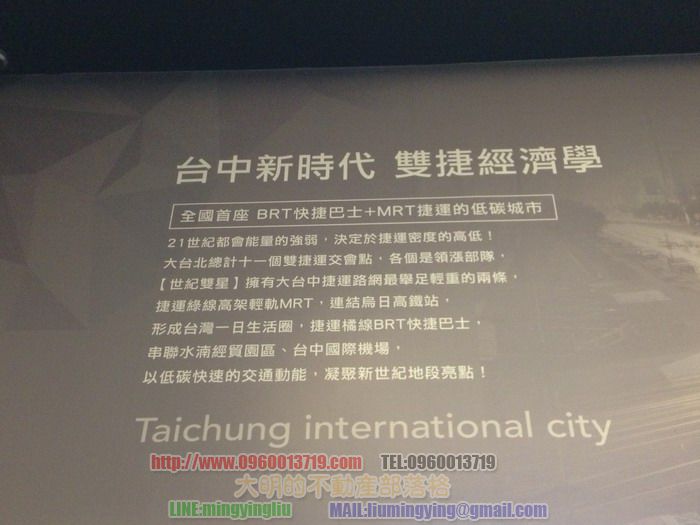 台中新時代 雙捷經濟學
全國首座 BRT快捷巴士+MRT捷運的低碳城市
21世紀都會能量的強弱，決定於捷運密度的高低！
大台北總計十一個雙捷運交會點，各個是領漲部隊，
【世紀雙星】擁有大台中捷運路網最舉足輕重的兩條，
捷運綠線高架輕軌MRT，連結烏日高鐵站，
形成台灣一日生活圈，捷運橘線BRT快捷巴士，
串聯水湳經貿園區、台中國際機場，
以低碳快速的交通動能，凝聚新世紀地段亮點！
Taichung international city
http://www.0960013719.com TEL:0960013719
大明的不動產部落格
LINE:mingyingliu MAIL:liumingying@gmail.com